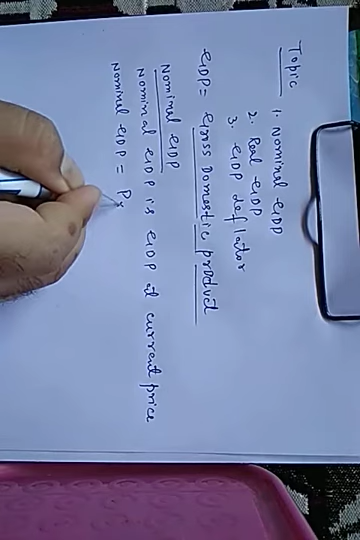 Topic 1. Nominal GDP
2. Real GDP
3. GDP deflator
GDP = Gross Domestic product
Nominal GDP
Nominal GDP is GDP at current price
Nominal GDP = P